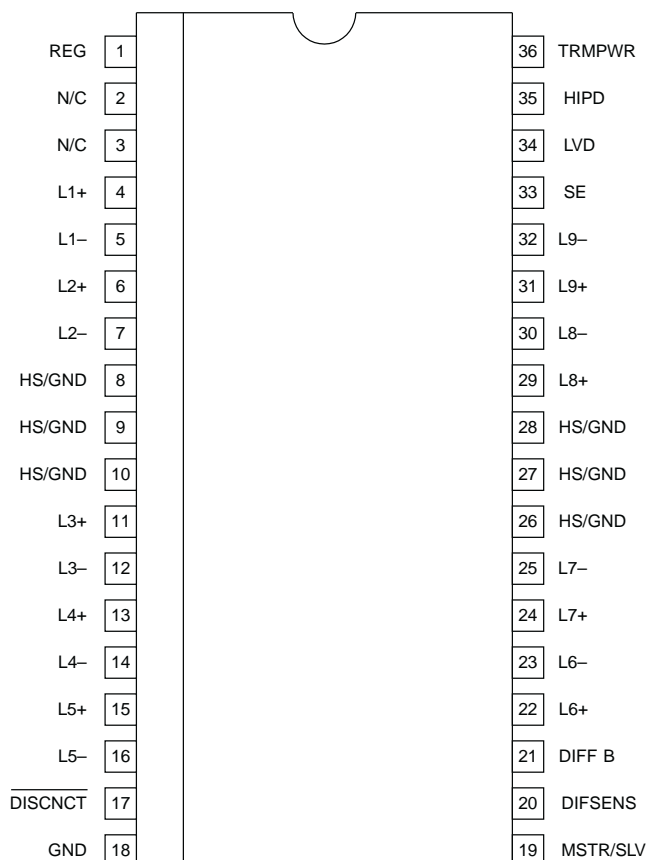 REG 1 36 TRMPWR
N/C 2 35 HIPD
N/C 3 34 LVD
L1+ 4 33 SE
L1– 5 32 L9–
L2+ 6 31 L9+
L2– 7 30 L8–
HS/GND 8 29 L8+
HS/GND 9 28 HS/GND
HS/GND 10 27 HS/GND
L3+ 11 26 HS/GND
L3– 12 25 L7–
L4+ 13 24 L7+
L4– 14 23 L6–
L5+ 15 22 L6+
L5– 16 21 DIFF B
DISCNCT 17 20 DIFSENS
GND 18 19 MSTR/SLV